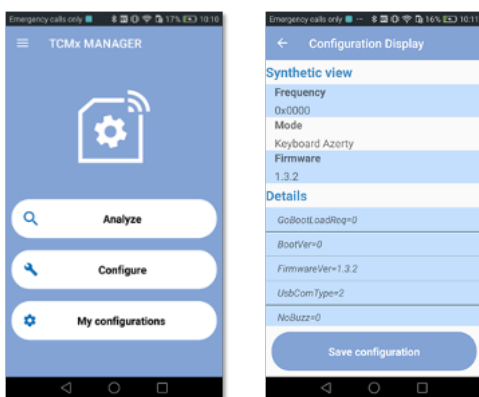 Emergency calls only 17% 10:10
TCMx MANAGER
Analyze
Configure
My configurations
Emergency calls only 16% 10:11
Configuration Display
Synthetic view
Frequency
0x0000
Mode
Keyboard Azerty
Firmware
1.3.2
Details
GoBootLoadReq=0
BootVer=0
FirmwareVer=1.3.2
UsbComType=2
NoBuzz=0
Save configuration